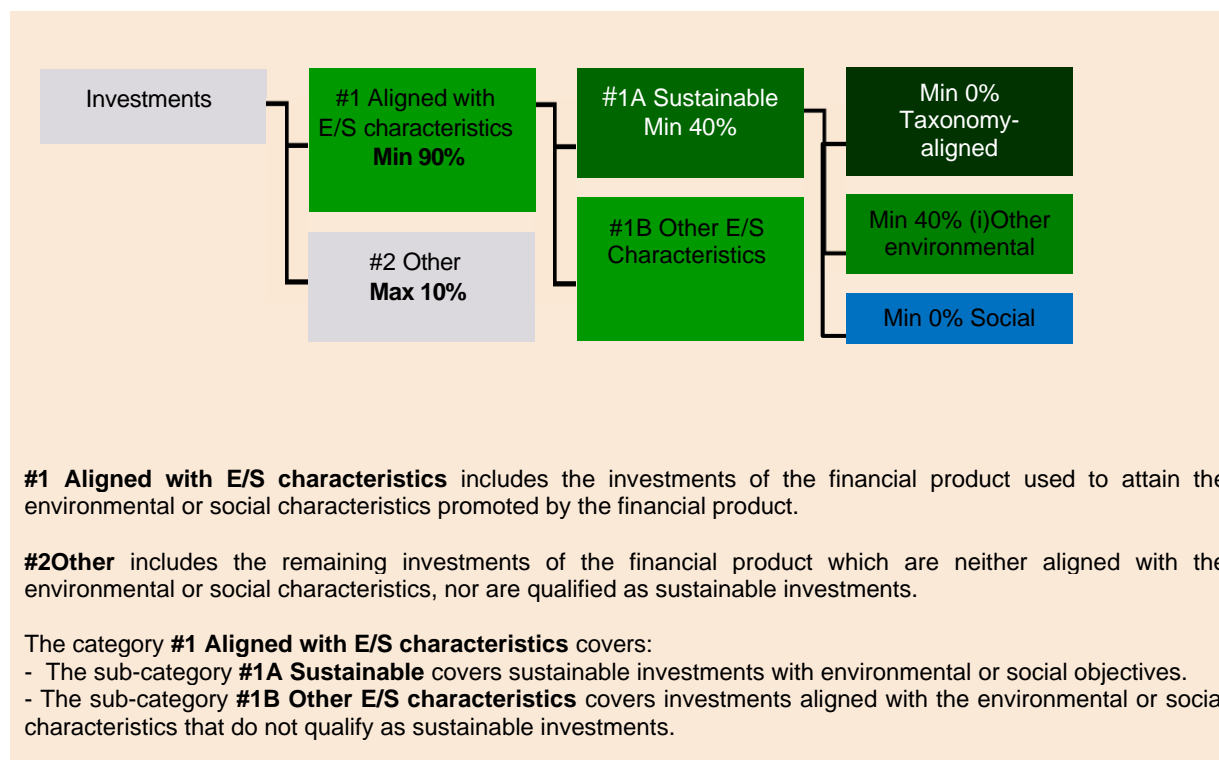 Investments
#1 Aligned with
E/S characteristics
Min 90%
#2 Other
Max 10%
#1A Sustainable
Min 40%
#1B Other E/S
Characteristics
Min 0%
Taxonomy-
aligned
Min 40% (i)Other
environmental
Min 0% Social
#1 Aligned with E/S characteristics includes the investments of the financial product used to attain the
environmental or social characteristics promoted by the financial product.
#2Other includes the remaining investments of the financial product which are neither aligned with the
environmental or social characteristics, nor are qualified as sustainable investments.
The category #1 Aligned with E/S characteristics covers:
- The sub-category #1A Sustainable covers sustainable investments with environmental or social objectives.
- The sub-category #1B Other E/S characteristics covers investments aligned with the environmental or social
characteristics that do not qualify as sustainable investments.